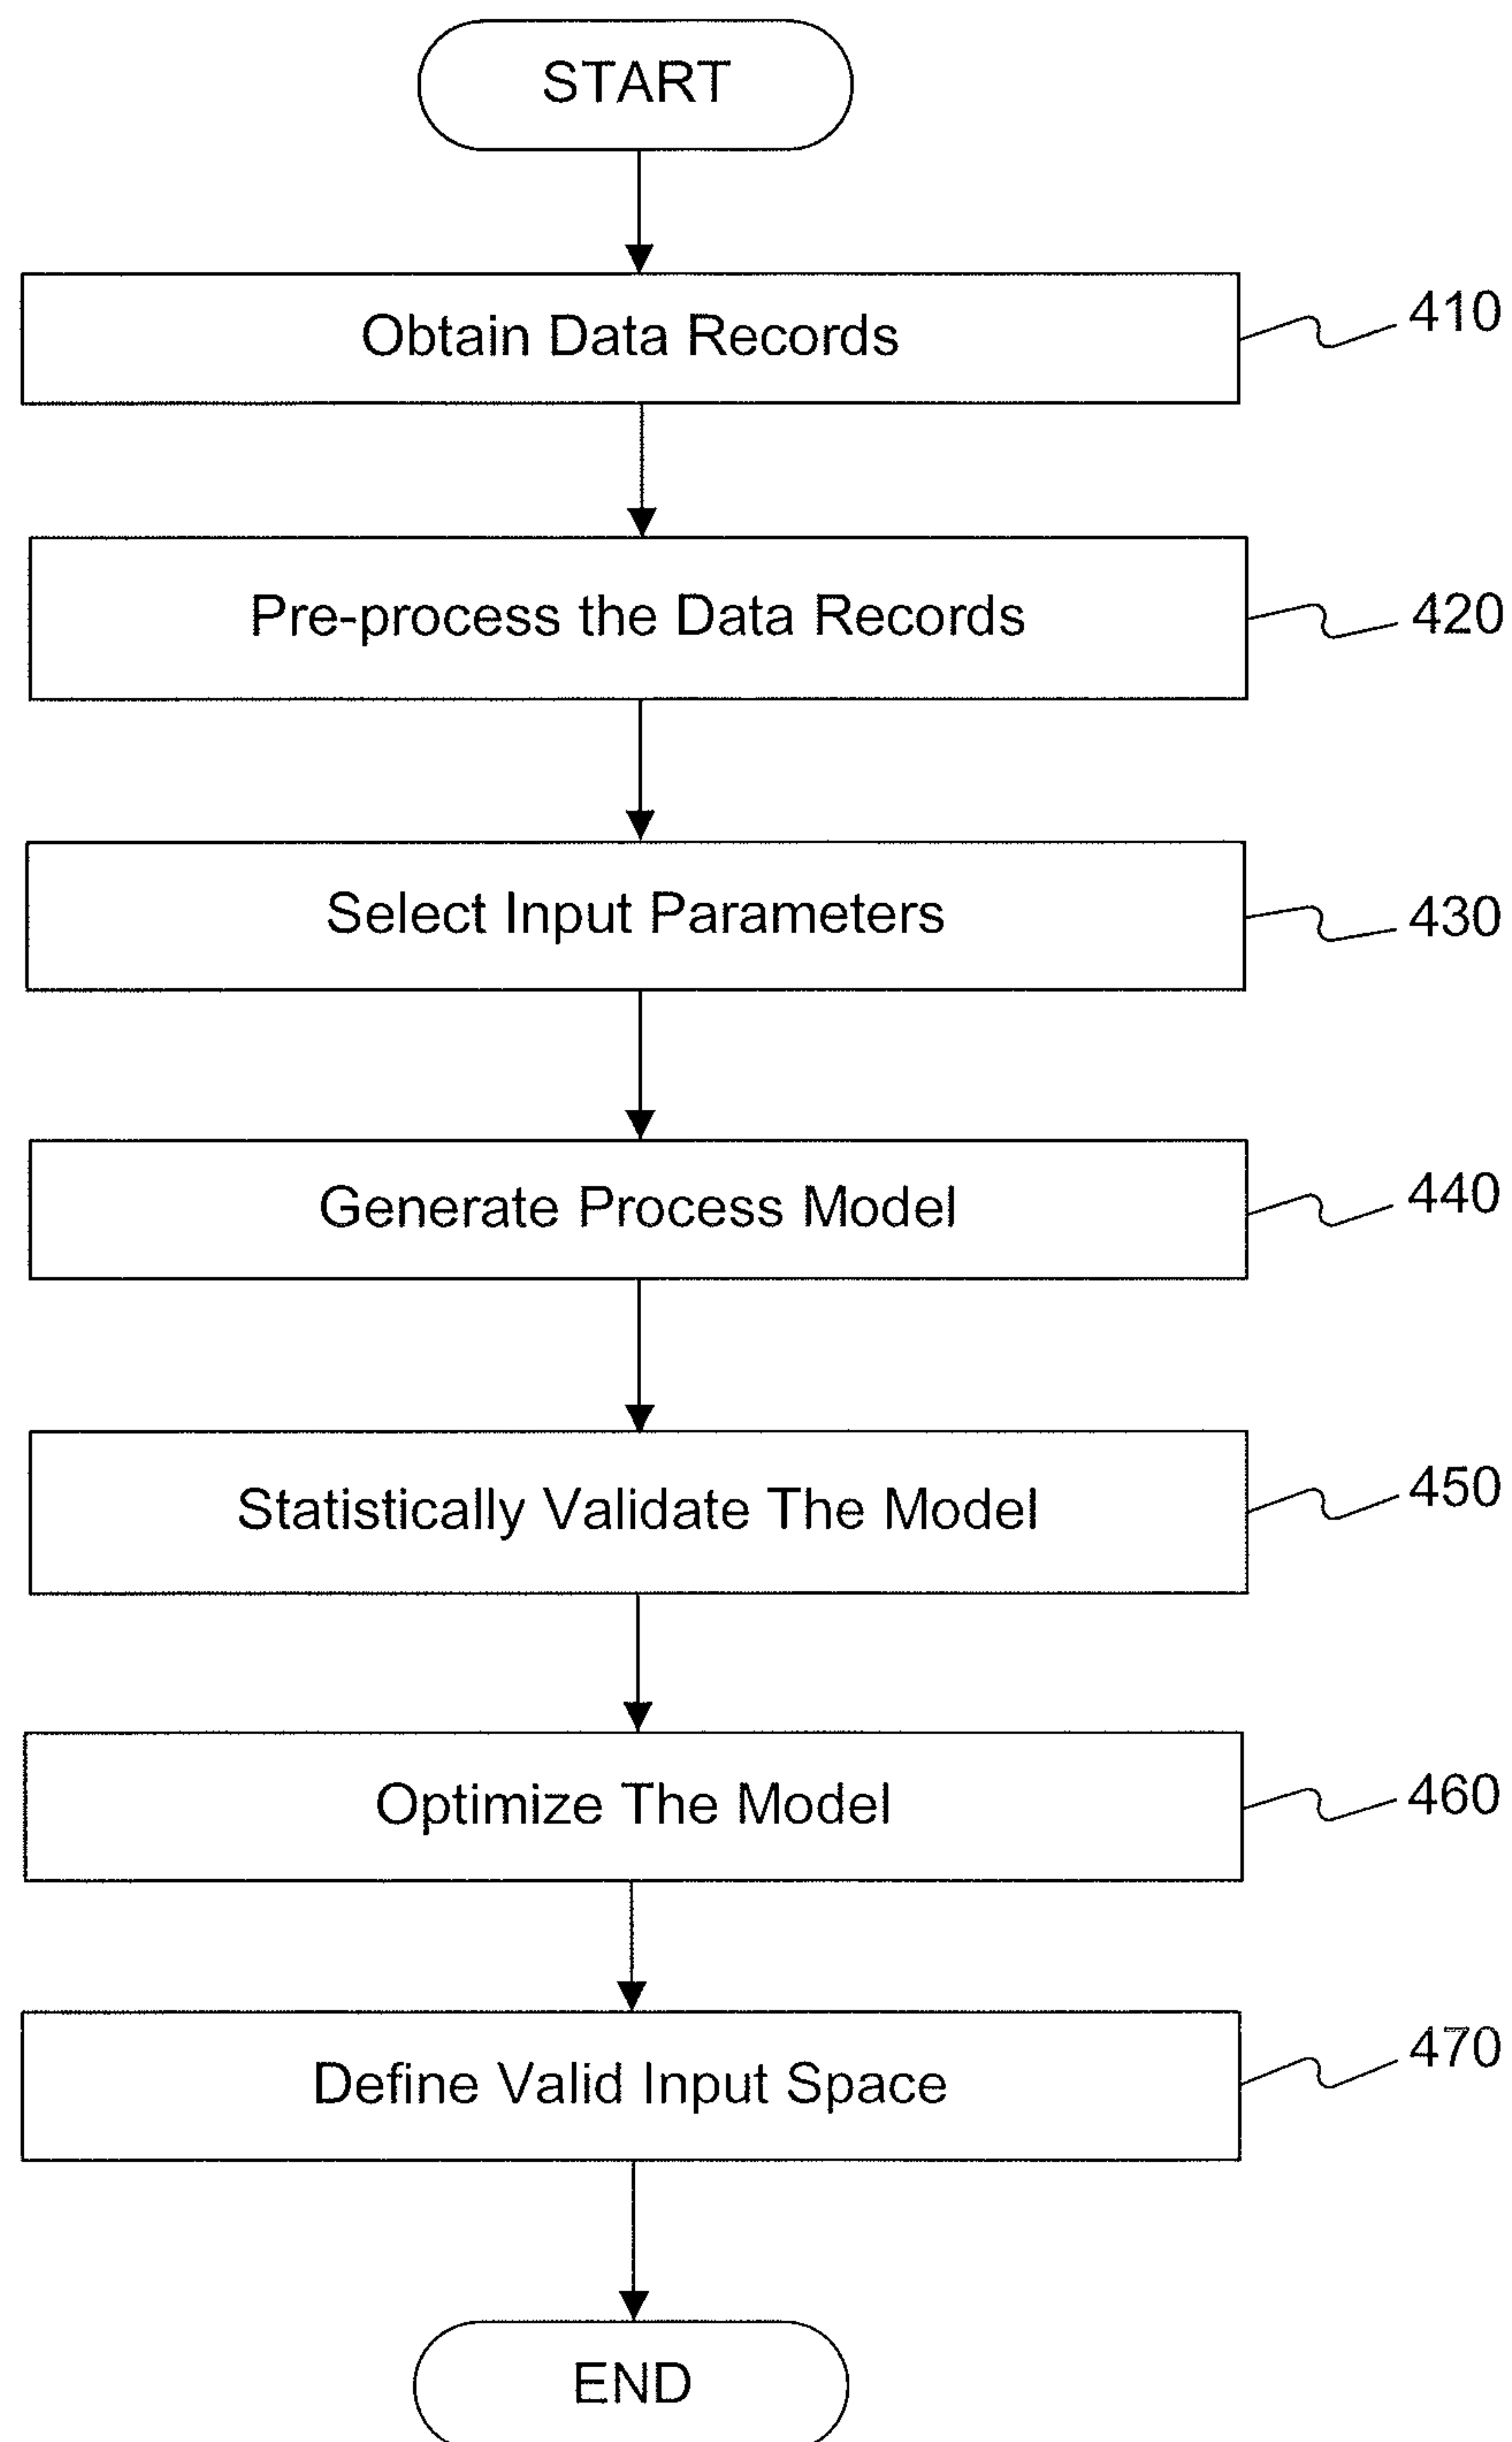 START
Obtain Data Records
410
Pre-process the Data Records
420
Select Input Parameters
430
Generate Process Model
440
Statistically Validate The Model
450
Optimize The Model
460
Define Valid Input Space
470
END